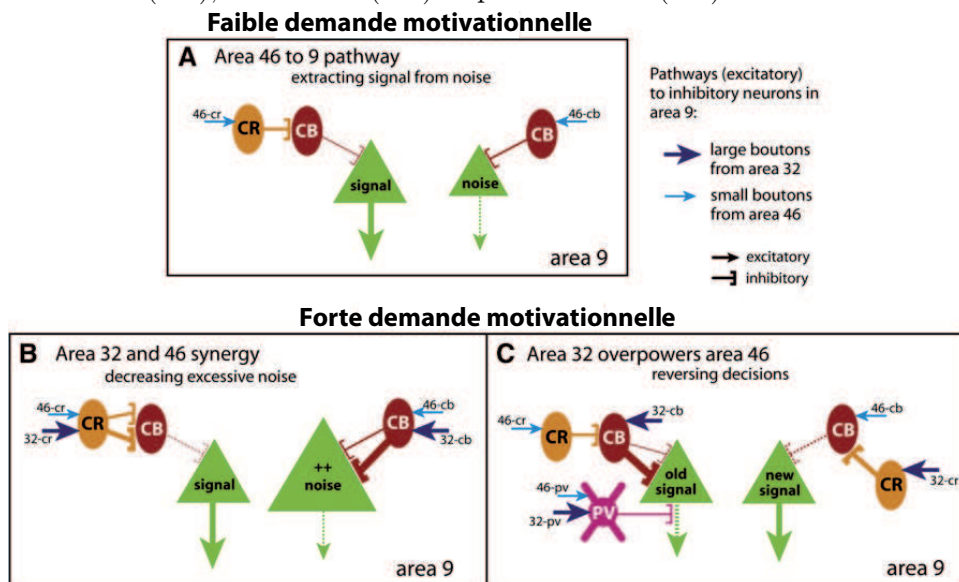 Faible demande motivationnelle
A Area 46 to 9 pathway
extracting signal from noise
46-cr
CR
CB
signal
46-cb
CB
noise
area 9
Pathways (excitatory)
to inhibitory neurons in
area 9:
large boutons
from area 32
small boutons
from area 46
excitatory
inhibitory
Forte demande motivationnelle
B Area 32 and 46 synergy
decreasing excessive noise
46-cr
32-cr
CR
CB
signal
46-cb
32-cb
CB
++
noise
area 9
C Area 32 overpowers area 46
reversing decisions
46-cr
CR
CB
32-cb
46-pv
32-pv
PV
old
signal
46-cb
CB
32-cr
CR
new
signal
area 9